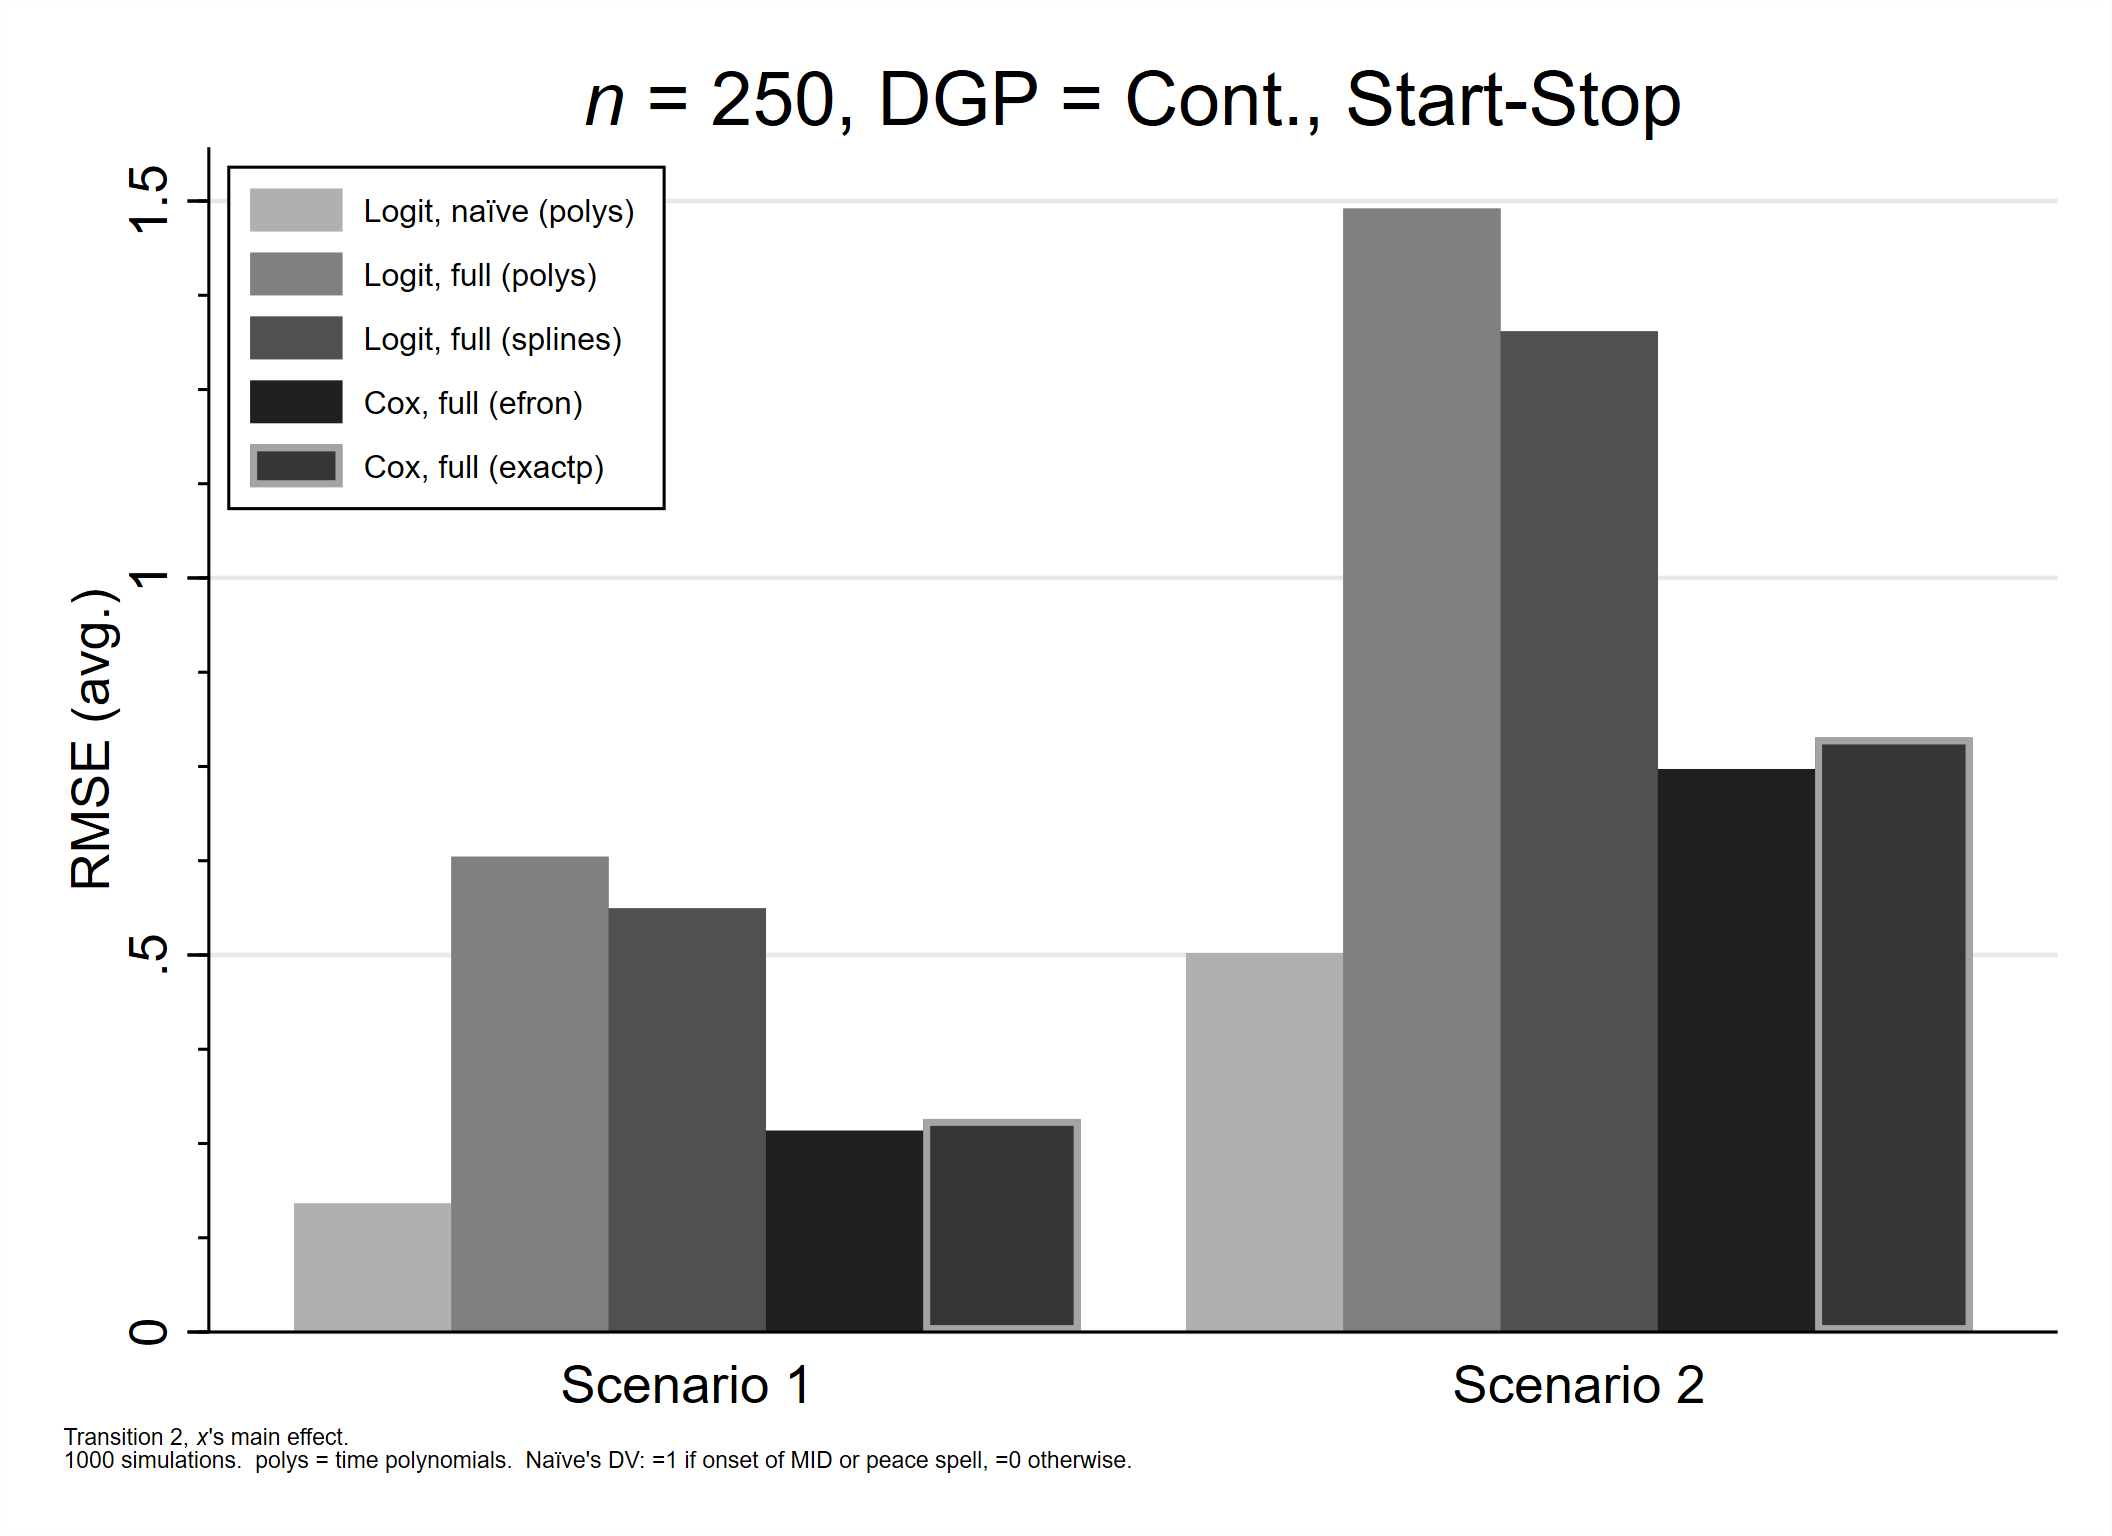 n = 250, DGP = Cont., Start-Stop
Logit, naïve (polys)
Logit, full (polys)
Logit, full (splines)
Cox, full (efron)
Cox, full (exactp)
RMSE (avg.)
1.5
1
.5
0
Scenario 1
Scenario 2
Transition 2, x's main effect.
1000 simulations.  polys = time polynomials.  Naïve's DV: =1 if onset of MID or peace spell, =0 otherwise.